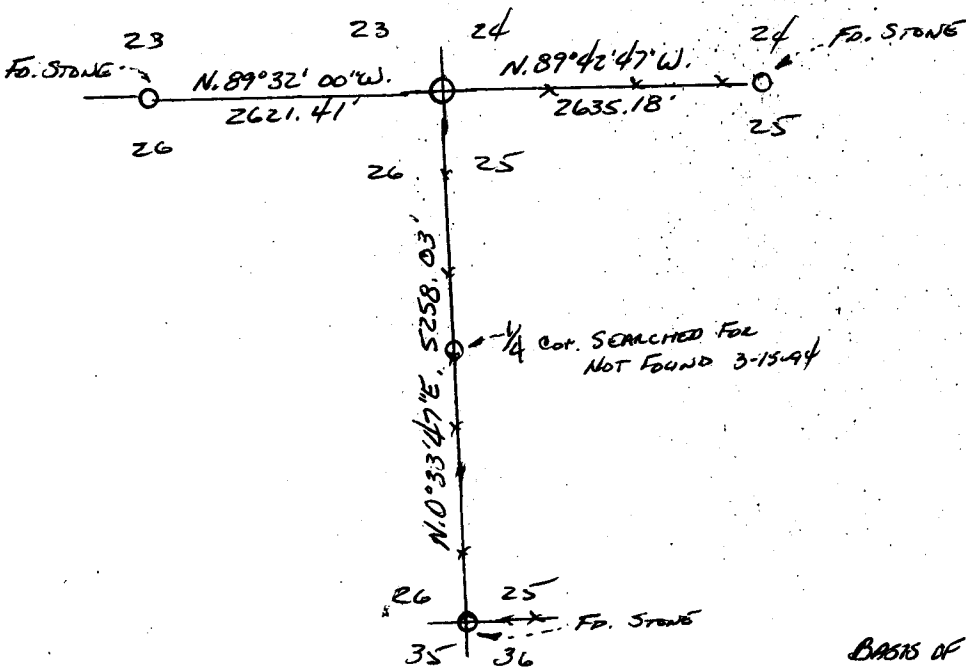 23 23 24 24 FD. STONE
FD. STONE N. 89° 32' 00" W. N. 89° 42' 47" W.
2621.41' 2635.18'
26 25
26 25
N. 0° 33' 47" E. 5258.03'
1/4 COR. SEARCHED FOR
NOT FOUND 3-15-94
26 25
FD. STONE
35 36
BASIS OF